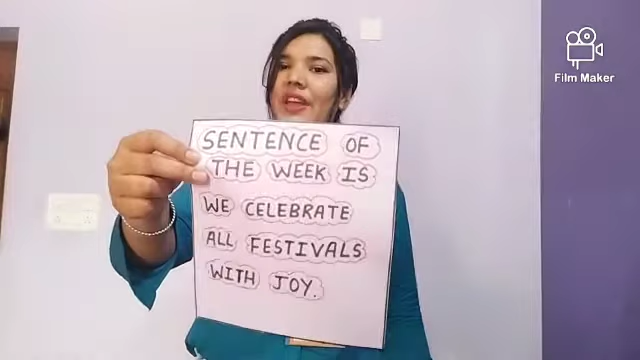 Film Maker
SENTENCE OF
THE WEEK IS
WE CELEBRATE
ALL FESTIVALS
WITH JOY.